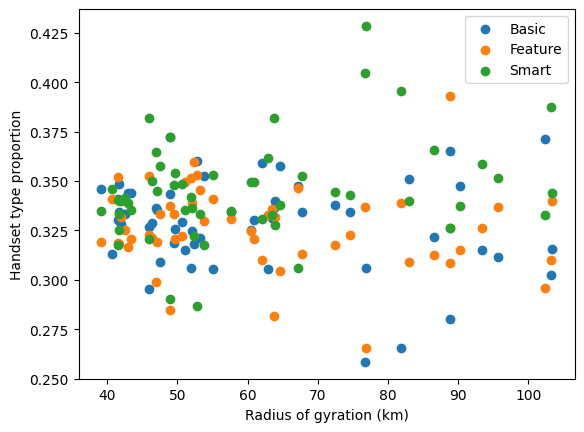 Handset type proportion
0.425
0.400
0.375
0.350
0.325
0.300
0.275
0.250
Basic
Feature
Smart
40 50 60 70 80 90 100
Radius of gyration (km)